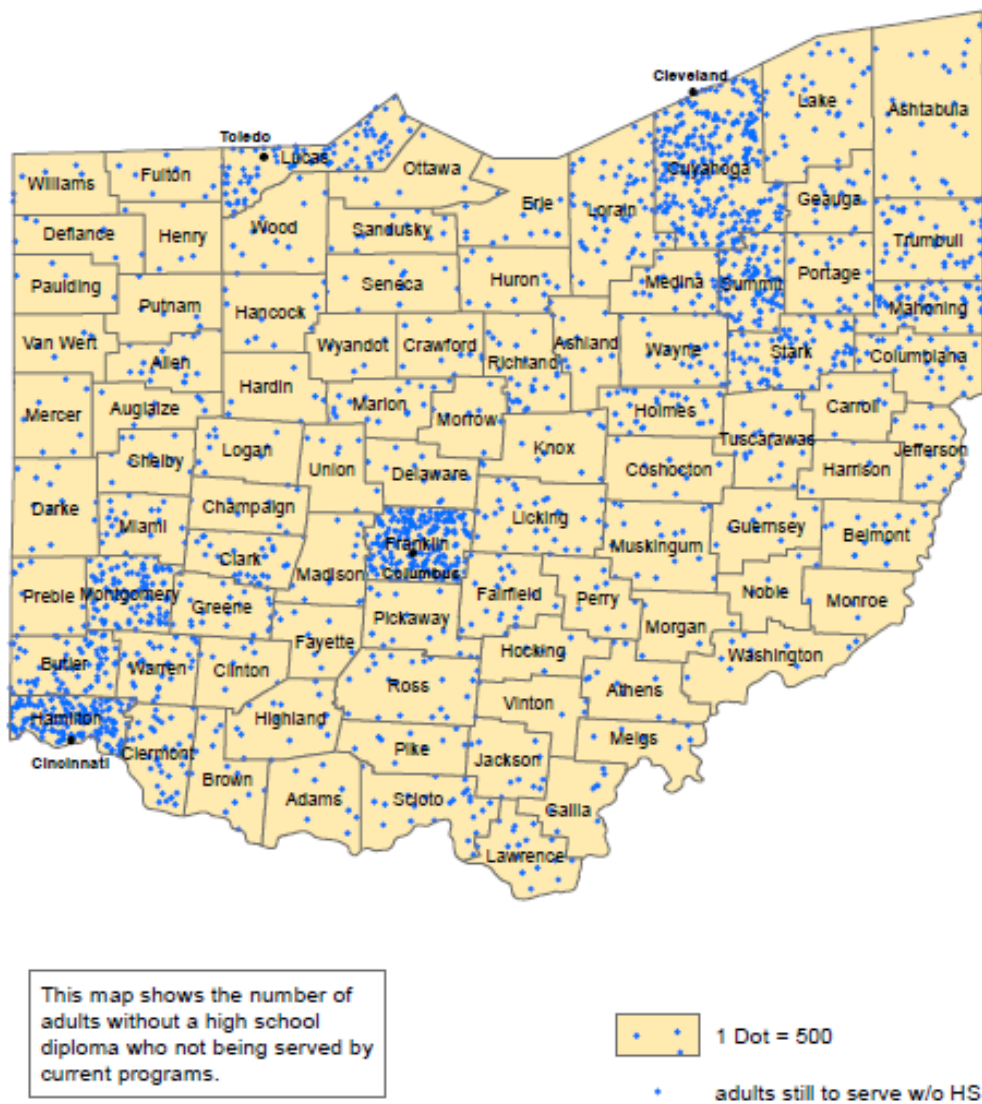 Cleveland
Lake
Ashtabula
Toledo
Lucas
Ottawa
Cuyahoga
Williams
Fulton
Geauga
Erie
Lorain
Defiance
Henry
Wood
Sandusky
Trumbull
Paulding
Seneca
Huron
Medina
Summit
Portage
Putnam
Hancock
Mahoning
Van Wert
Allen
Wyandot
Crawford
Richland
Ashland
Wayne
Stark
Columbiana
Mercer
Auglaize
Hardin
Marion
Morrow
Holmes
Carroll
Shelby
Logan
Union
Delaware
Knox
Coshocton
Tuscarawas
Harrison
Jefferson
Darke
Miami
Champaign
Licking
Muskingum
Guernsey
Belmont
Clark
Madison
Franklin
Columbus
Preble
Montgomery
Greene
Fayette
Pickaway
Fairfield
Perry
Morgan
Noble
Monroe
Butler
Warren
Clinton
Ross
Hocking
Athens
Washington
Hamilton
Highland
Vinton
Cincinnati
Clermont
Brown
Pike
Jackson
Meigs
Adams
Scioto
Gallia
Lawrence
This map shows the number of
adults without a high school
diploma who not being served by
current programs.
1 Dot = 500
adults still to serve w/o HS